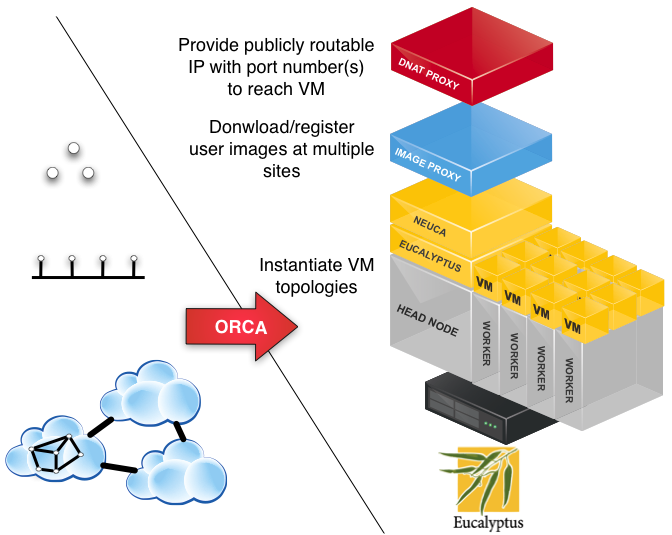 Provide publicly routable
IP with port number(s)
to reach VM
DNAT PROXY
Donwload/register
user images at multiple
sites
IMAGE PROXY
NEUCA
EUCALYPTUS
Instantiate VM
topologies
VM
VM
VM
VM
ORCA
HEAD NODE
WORKER
WORKER
WORKER
WORKER
Eucalyptus